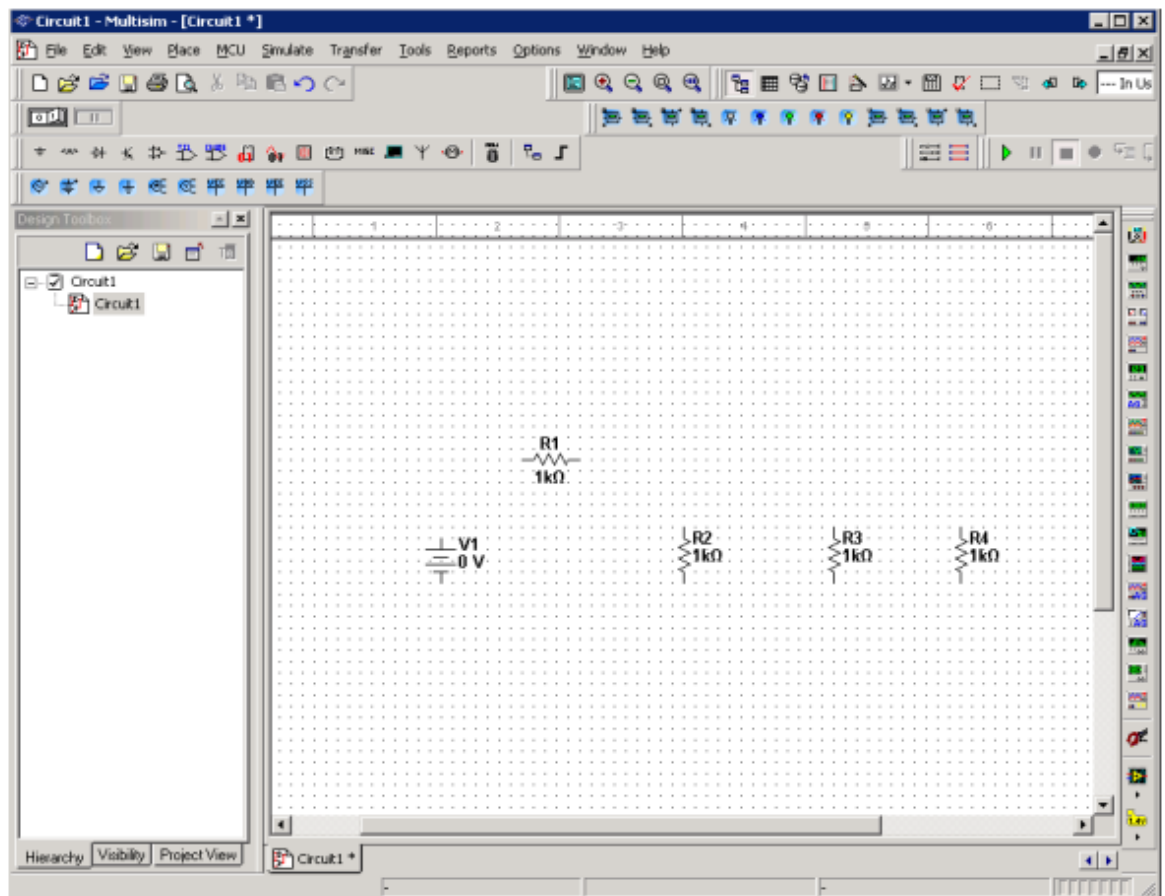 Circuit1 - Multisim - [Circuit1 *]
File Edit View Place MCU Simulate Transfer Tools Reports Options Window Help
--- In Us
MISC
Design Toolbox
1 2 3 4 5 6
Circuit1
Circuit1
R1
1kΩ
V1
0 V
R2
1kΩ
R3
1kΩ
R4
1kΩ
Hierarchy Visibility Project View
Circuit1 *